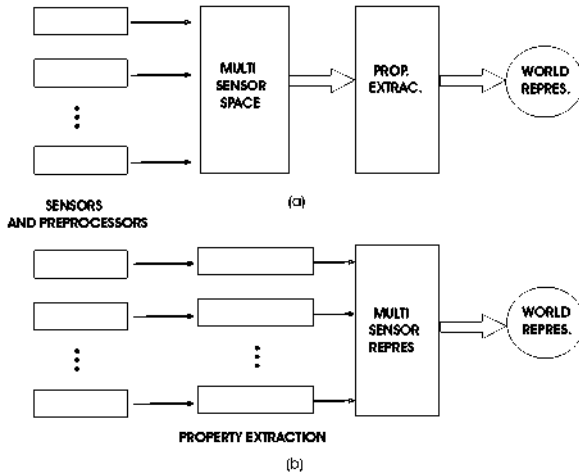 MULTI
SENSOR
SPACE
PROP.
EXTRAC.
WORLD
REPRES.
(a)
SENSORS
AND PREPROCESSORS
MULTI
SENSOR
REPRES
WORLD
REPRES.
PROPERTY EXTRACTION
(b)